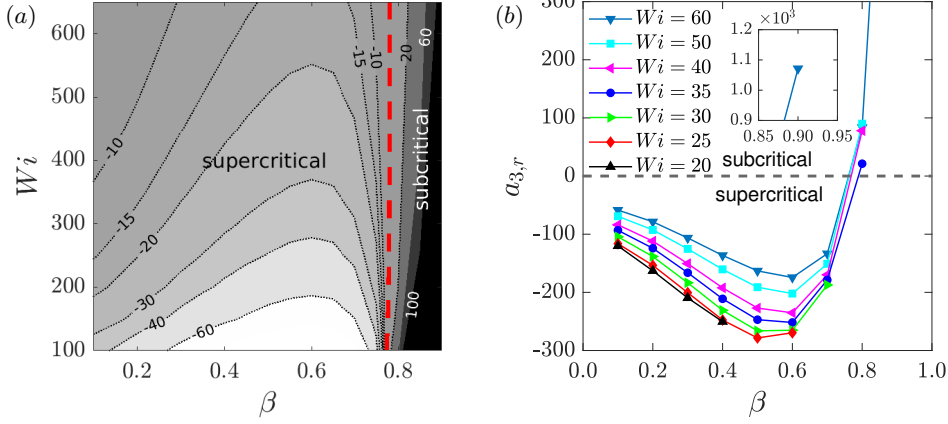 (a)
Wi
600
500
400
300
200
100
0.2
0.4
0.6
0.8
β
-10
-15
-20
-30
-40
-60
-15
-10
20
60
100
supercritical
subcritical
(b)
a3,r
300
200
100
0
-100
-200
-300
0.0
0.2
0.4
0.6
0.8
1.0
β
Wi = 60
Wi = 50
Wi = 40
Wi = 35
Wi = 30
Wi = 25
Wi = 20
×10³
1.2
1.1
1.0
0.9
0.85
0.90
0.95
subcritical
supercritical